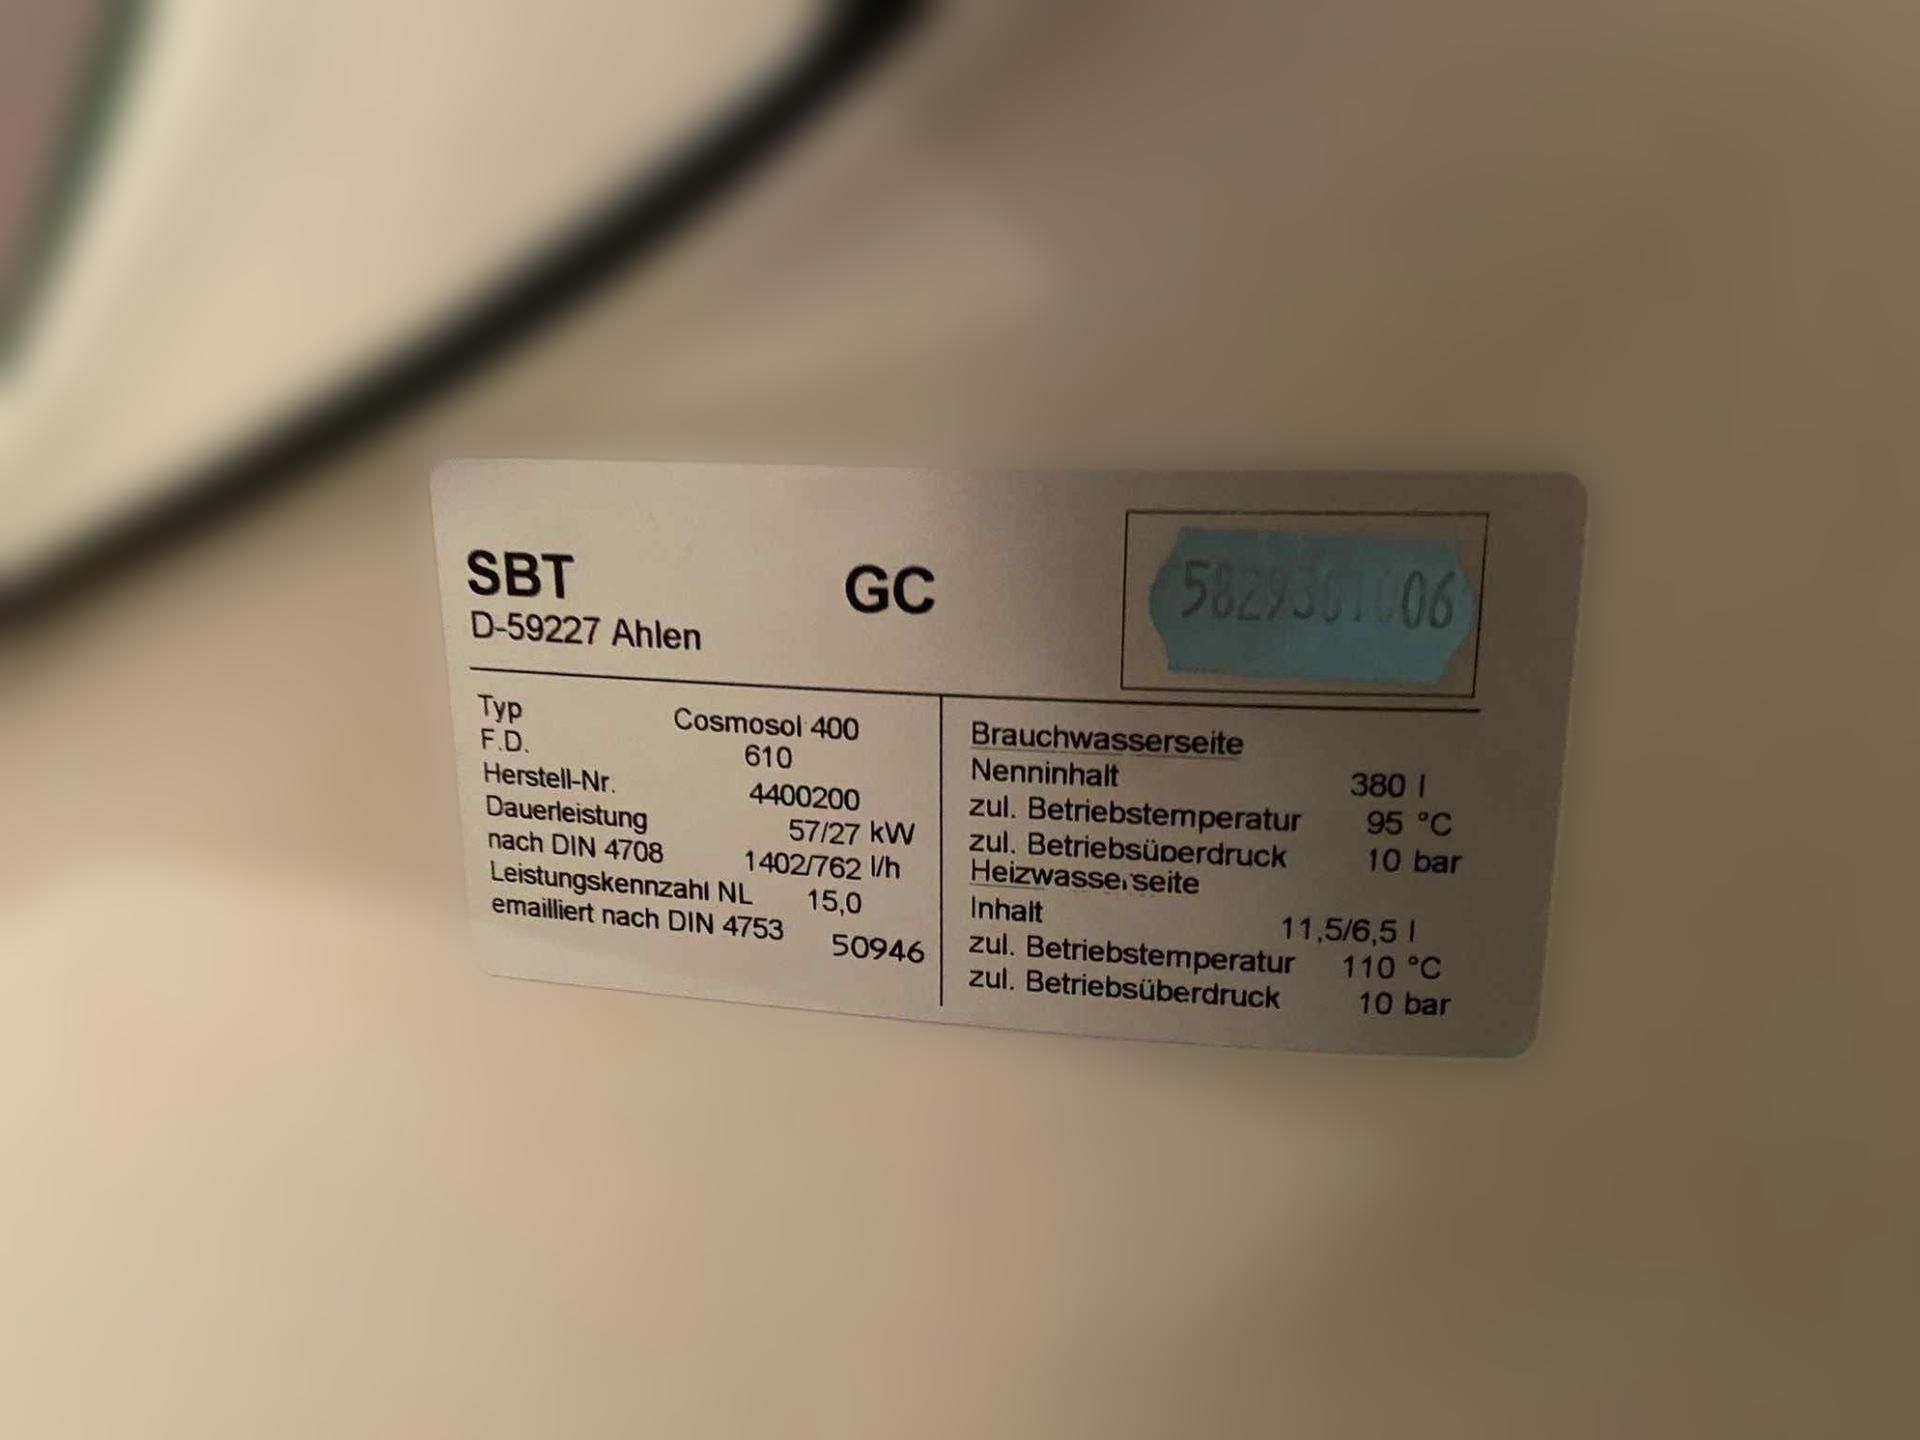 SBT
D-59227 Ahlen
GC
Typ Cosmosol 400
F.D. 610
Herstell-Nr. 4400200
Dauerleistung 57/27 kW
nach DIN 4708 1402/762 l/h
Leistungskennzahl NL 15,0
emailliert nach DIN 4753
50946
Brauchwasserseite
Nenninhalt 380 l
zul. Betriebstemperatur 95 °C
zul. Betriebsüberdruck 10 bar
Heizwasserseite
Inhalt 11,5/6,5 l
zul. Betriebstemperatur 110 °C
zul. Betriebsüberdruck 10 bar